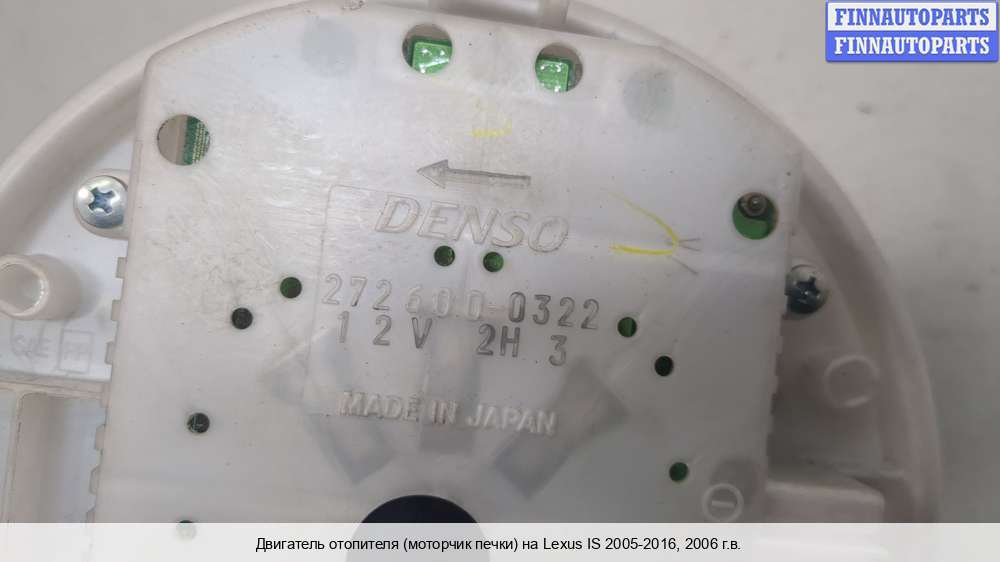 FINNAUTOPARTS
FINNAUTOPARTS
DENSO
272600-0322
12V 2H 3
MADE IN JAPAN
Двигатель отопителя (моторчик печки) на Lexus IS 2005-2016, 2006 г.в.